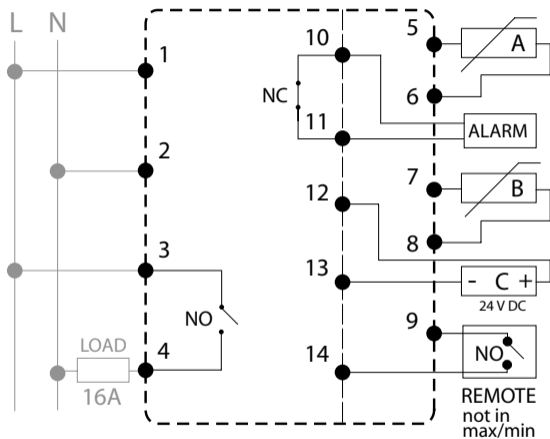 L N
1
2
3
NO
LOAD
4
16A
10
NC
11
12
13
14
5
A
6
ALARM
7
B
8
- C +
24 V DC
9
NO
REMOTE
not in
max/min